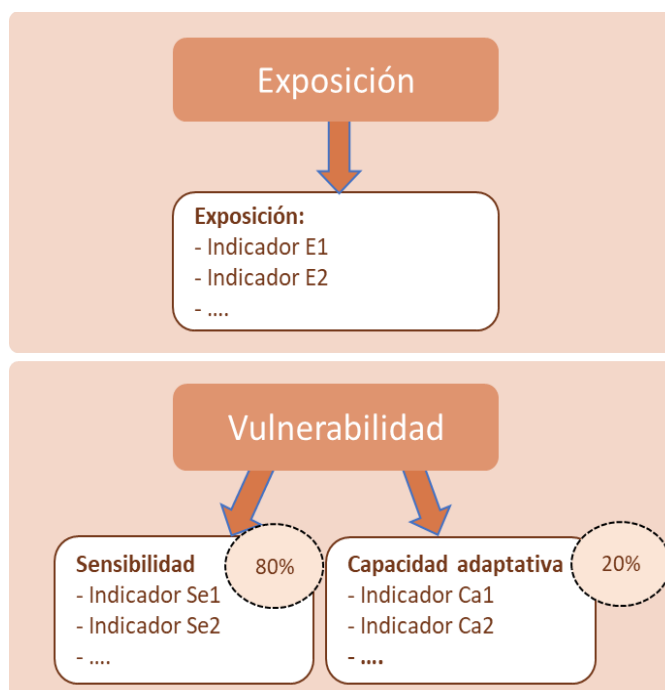 Exposición
Exposición:
- Indicador E1
- Indicador E2
- ....
Vulnerabilidad
Sensibilidad
80%
- Indicador Se1
- Indicador Se2
- ....
Capacidad adaptativa
20%
- Indicador Ca1
- Indicador Ca2
- ....